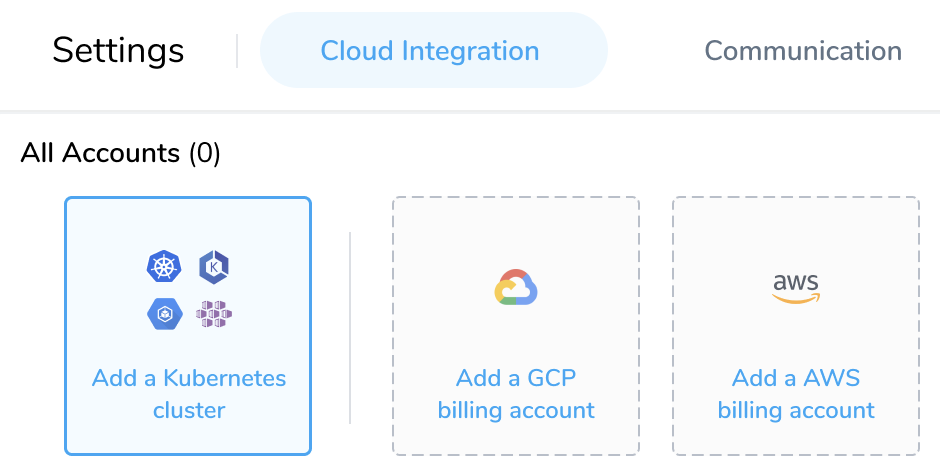 Settings
Cloud Integration
Communication
All Accounts (0)
K
aws
Add a Kubernetes
cluster
Add a GCP
billing account
Add a AWS
billing account